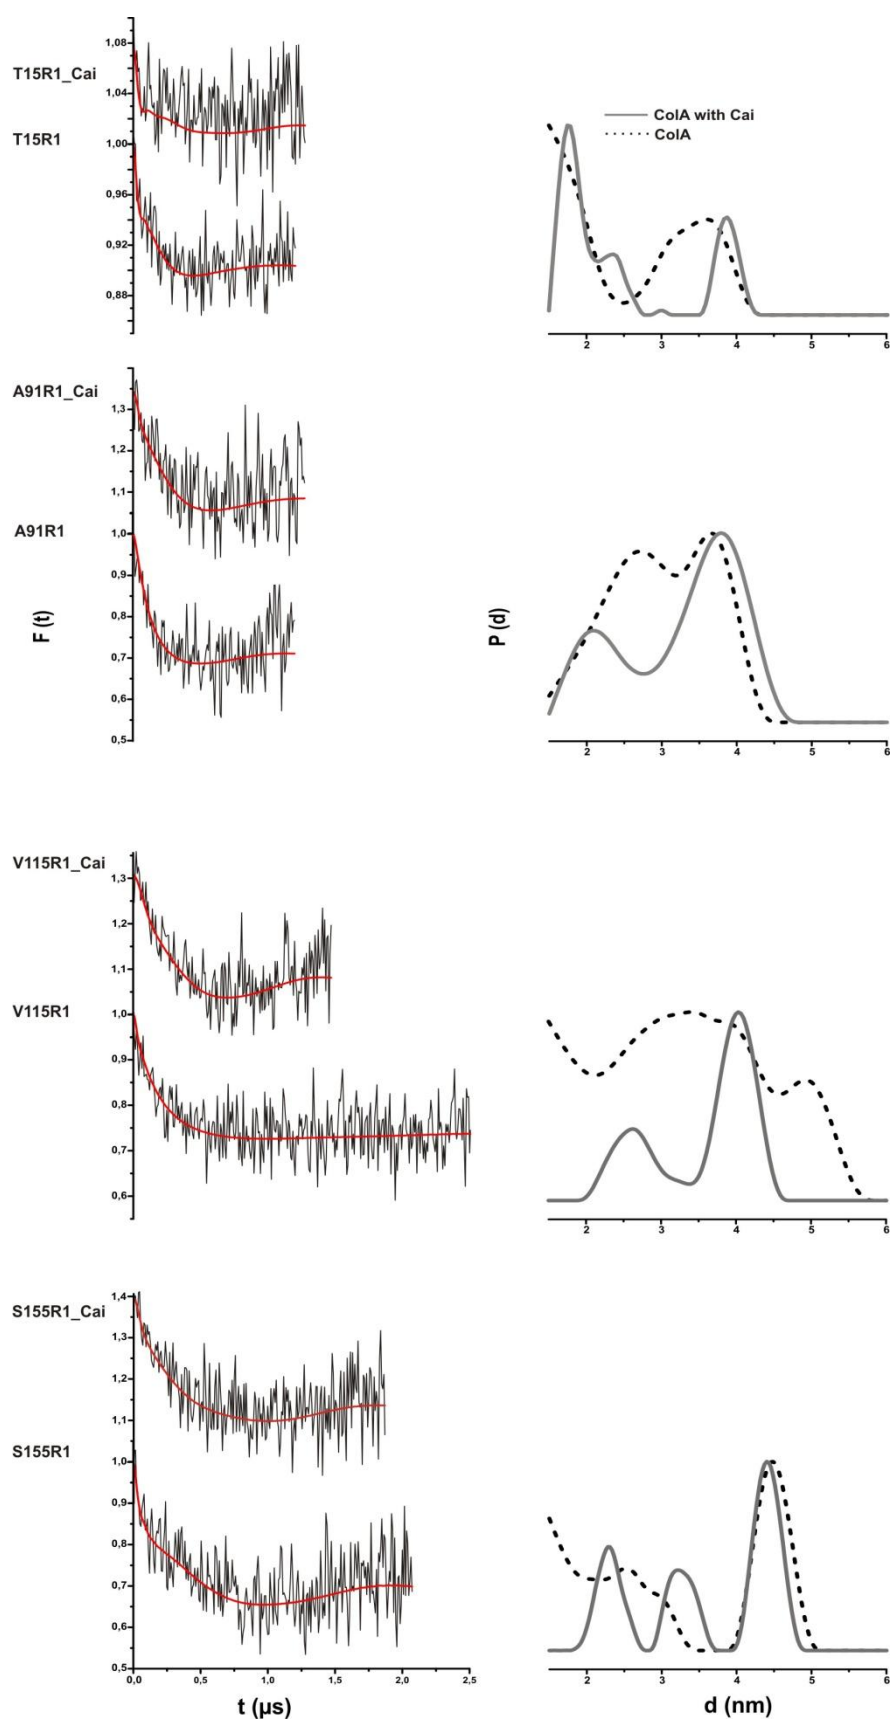 1,08
T15R1_Cai
1,04
T15R1
1,00
0,96
0,92
0,88
ColA with Cai
ColA
2 3 4 5 6
A91R1_Cai
1,3
1,2
1,1
A91R1
1,0
0,9
0,8
0,7
0,6
0,5
F (t)
P (d)
2 3 4 5 6
V115R1_Cai
1,3
1,2
1,1
V115R1
1,0
0,9
0,8
0,7
0,6
2 3 4 5 6
1,4
S155R1_Cai
1,3
1,2
1,1
S155R1
1,0
0,9
0,8
0,7
0,6
0,5
0,0 0,5 1,0 1,5 2,0 2,5
t (μs)
2 3 4 5 6
d (nm)